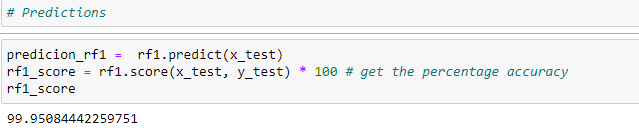 # Predictions
predicion_rf1 =  rf1.predict(x_test)
rf1_score = rf1.score(x_test, y_test) * 100 # get the percentage accuracy
rf1_score
99.95084442259751